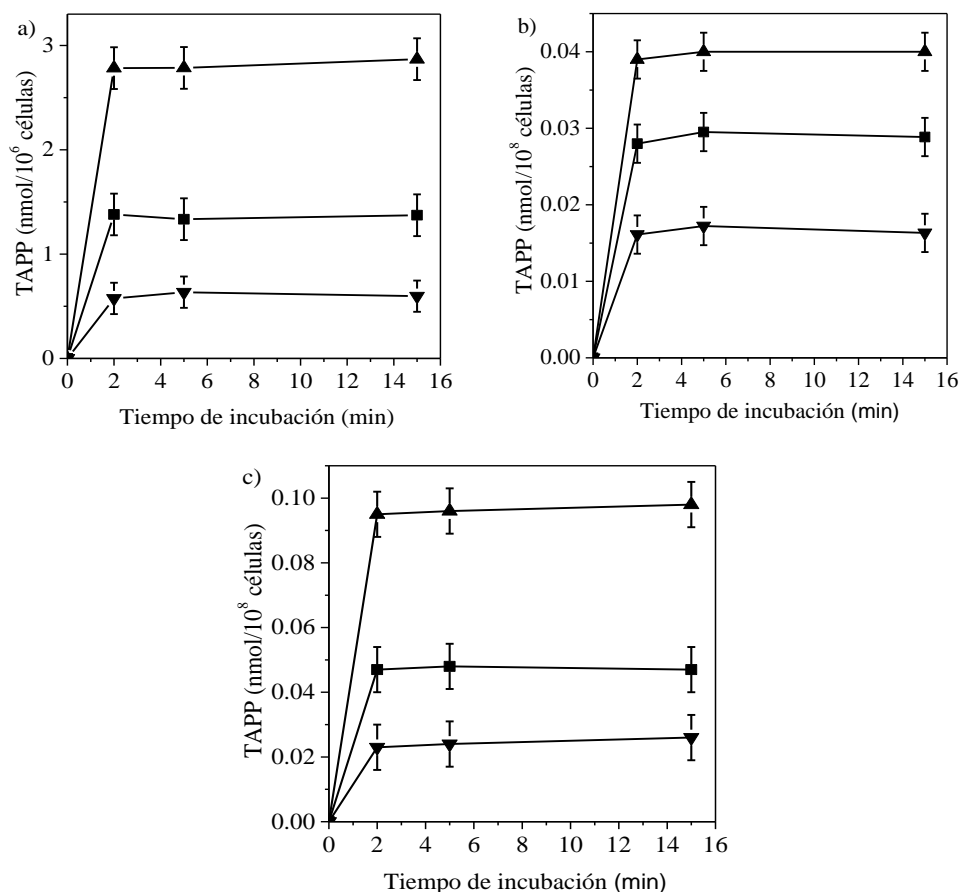 a)
3
2
1
0
TAPP (nmol/10⁶ células)
0 2 4 6 8 10 12 14 16
Tiempo de incubación (min)
b)
0.04
0.03
0.02
0.01
0.00
TAPP (nmol/10⁸ células)
0 2 4 6 8 10 12 14 16
Tiempo de incubación (min)
c)
0.10
0.08
0.06
0.04
0.02
0.00
TAPP (nmol/10⁸ células)
0 2 4 6 8 10 12 14 16
Tiempo de incubación (min)